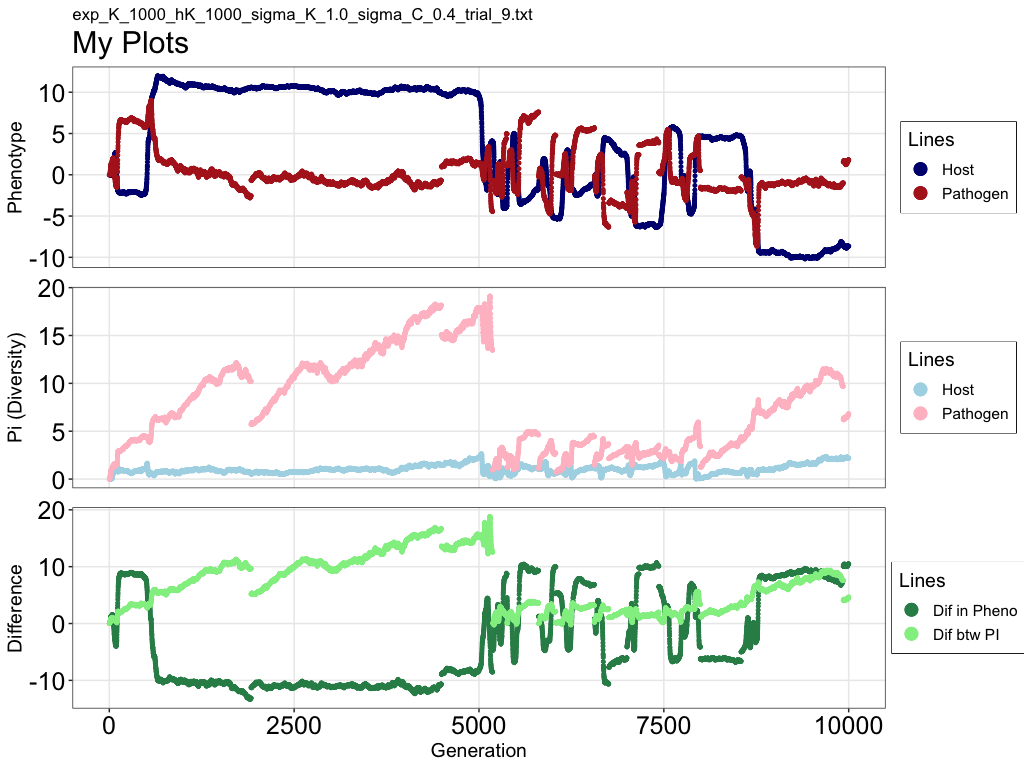 exp_K_1000_hK_1000_sigma_K_1.0_sigma_C_0.4_trial_9.txt
My Plots
Phenotype
10
5
0
-5
-10
Lines
Host
Pathogen
Pi (Diversity)
20
15
10
5
0
Lines
Host
Pathogen
Difference
20
10
0
-10
Lines
Dif in Pheno
Dif btw PI
0 2500 5000 7500 10000
Generation